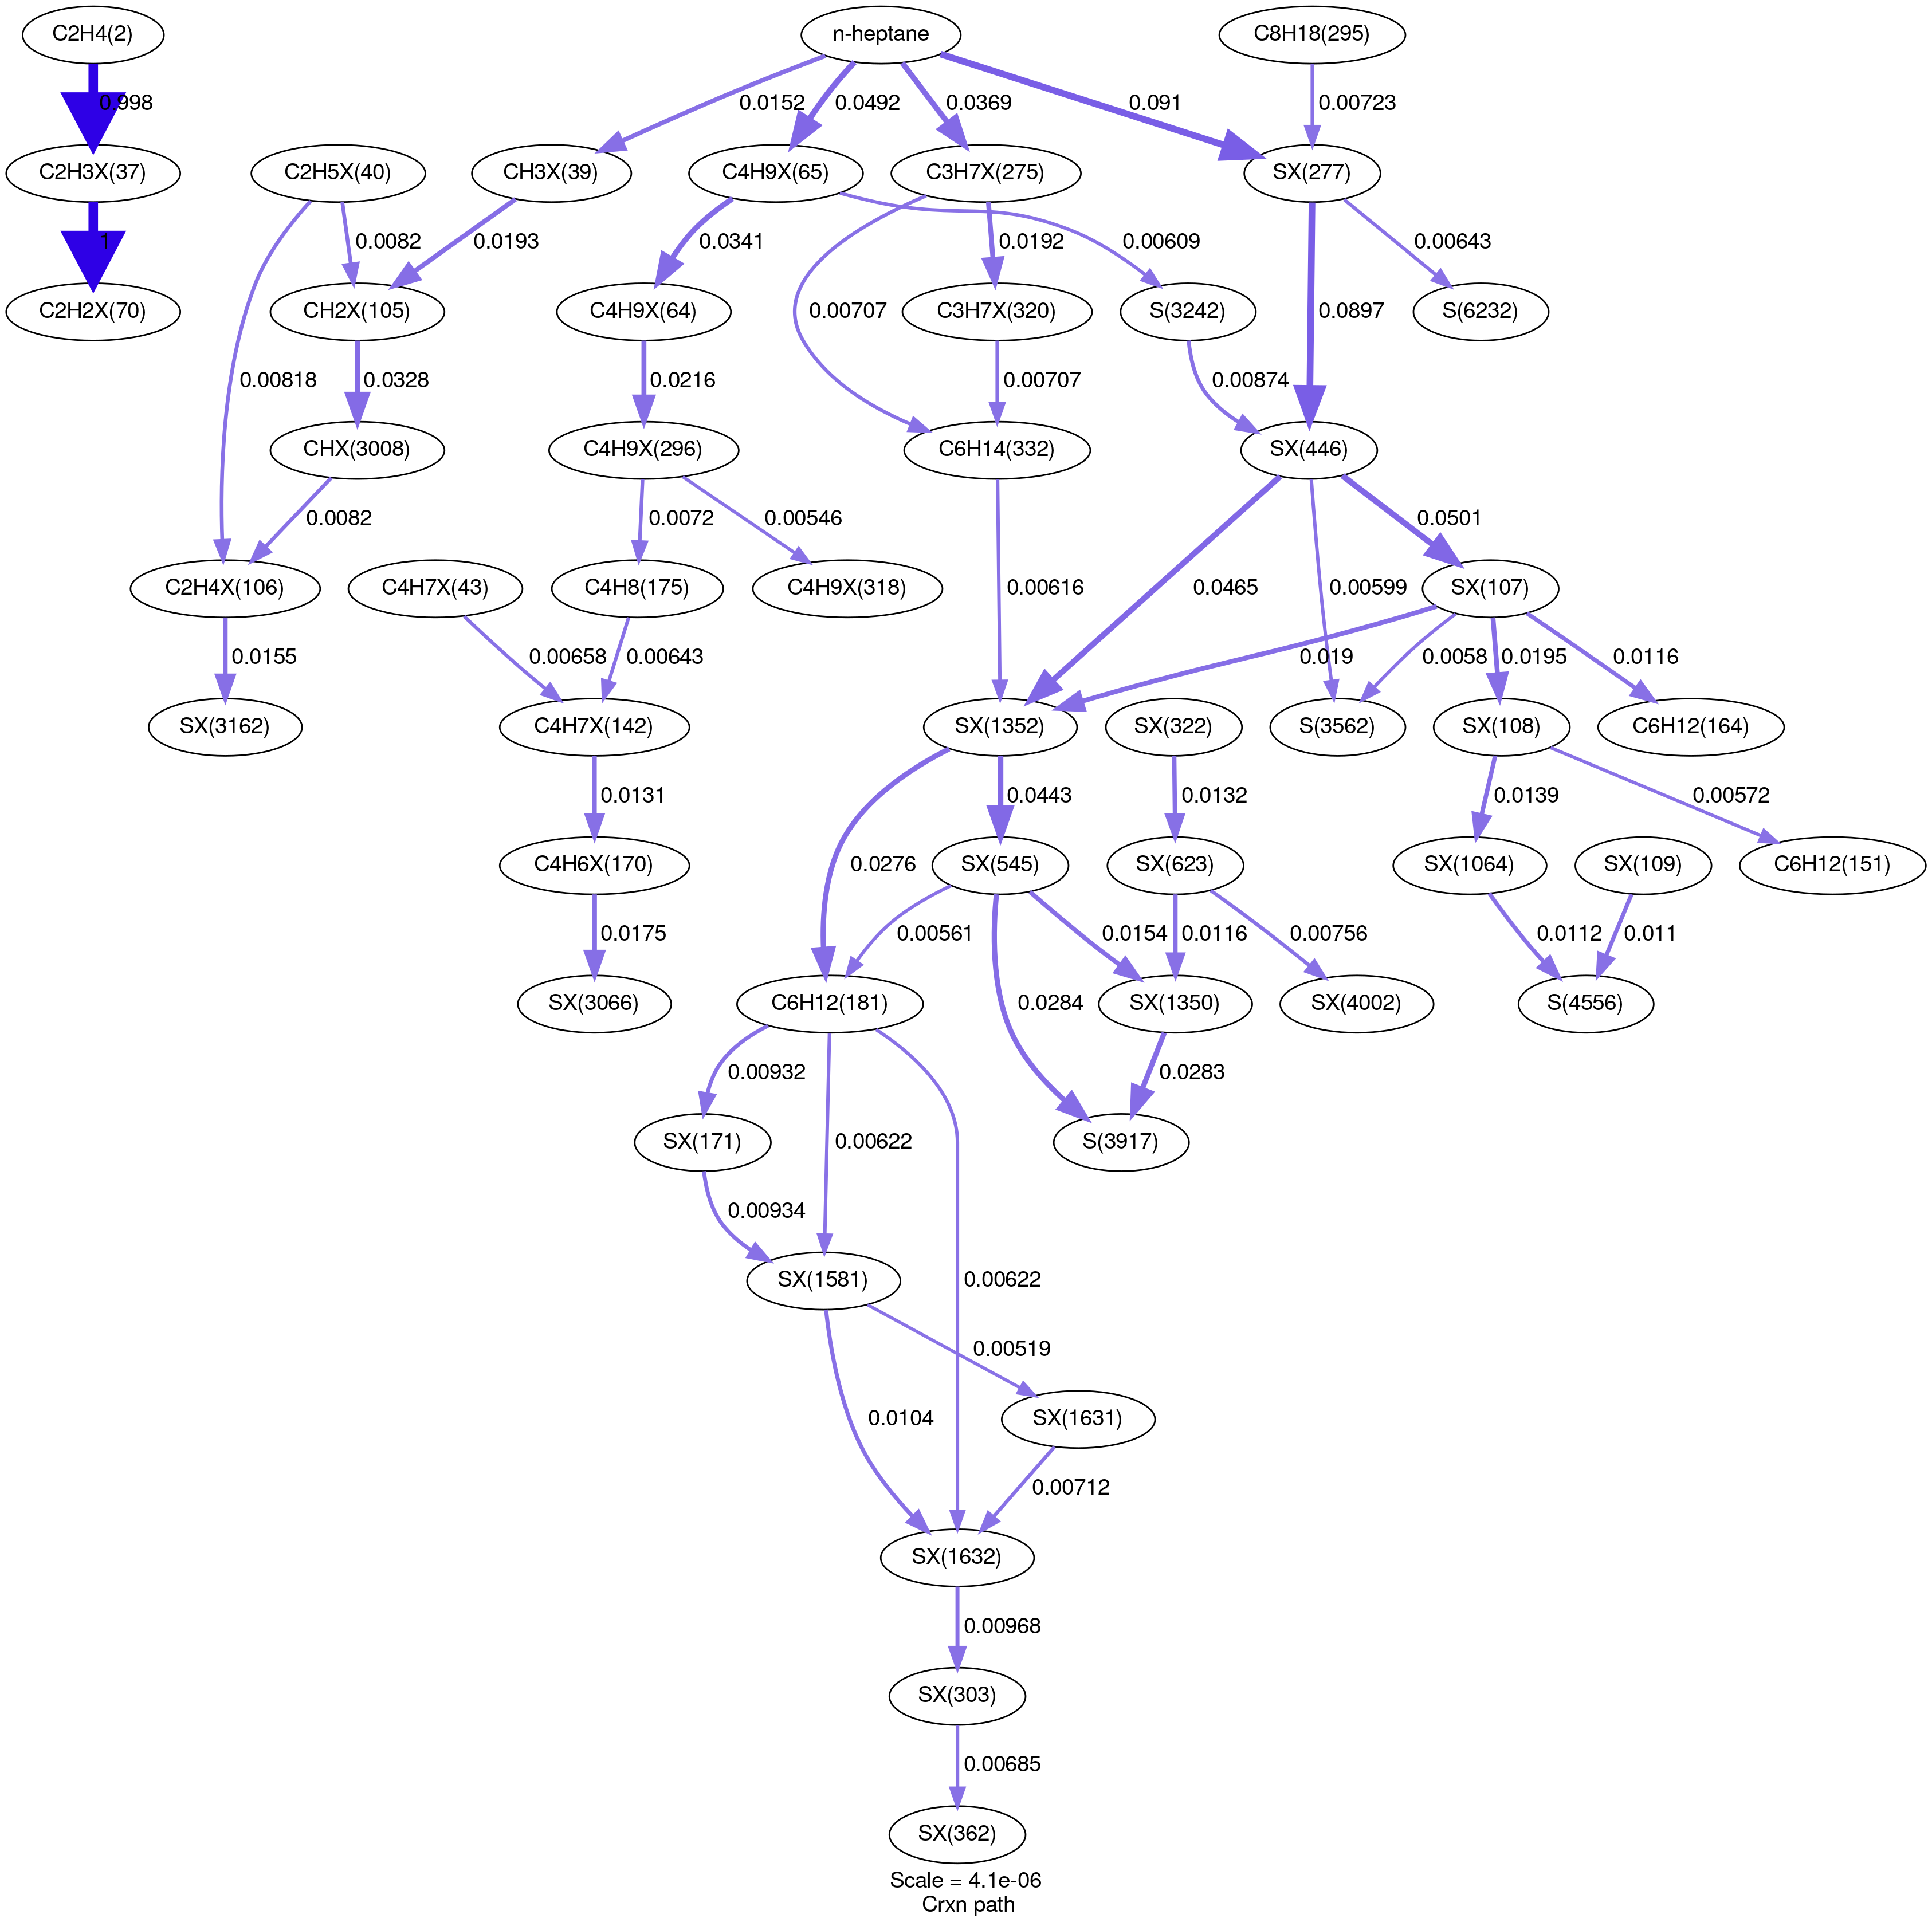 C2H4(2)
n-heptane
C8H18(295)
0.998
0.0152
0.0492
0.0369
0.091
0.00723
C2H3X(37)
C2H5X(40)
CH3X(39)
C4H9X(65)
C3H7X(275)
SX(277)
1
0.0082
0.0193
0.0341
0.0192
0.00609
0.0897
0.00643
C2H2X(70)
CH2X(105)
C4H9X(64)
C3H7X(320)
S(3242)
S(6232)
0.00818
0.0328
0.0216
0.00707
0.00707
0.00874
CHX(3008)
C4H9X(296)
C6H14(332)
SX(446)
0.0082
0.0072
0.00546
0.00616
0.0465
0.00599
0.0501
C2H4X(106)
C4H7X(43)
C4H8(175)
C4H9X(318)
SX(107)
0.0155
0.00658
0.00643
0.019
0.0058
0.0195
0.0116
SX(3162)
C4H7X(142)
SX(1352)
SX(322)
S(3562)
SX(108)
C6H12(164)
0.0131
0.0276
0.0443
0.0132
0.0139
0.00572
C4H6X(170)
SX(545)
SX(623)
SX(1064)
SX(109)
C6H12(151)
0.0175
0.00561
0.0284
0.0154
0.0116
0.00756
0.0112
0.011
SX(3066)
C6H12(181)
SX(1350)
SX(4002)
S(4556)
0.00932
0.00622
0.00622
0.0283
SX(171)
S(3917)
0.00934
SX(1581)
0.0104
0.00519
SX(1631)
0.00712
SX(1632)
0.00968
SX(303)
0.00685
SX(362)
Scale = 4.1e-06
Crxn path